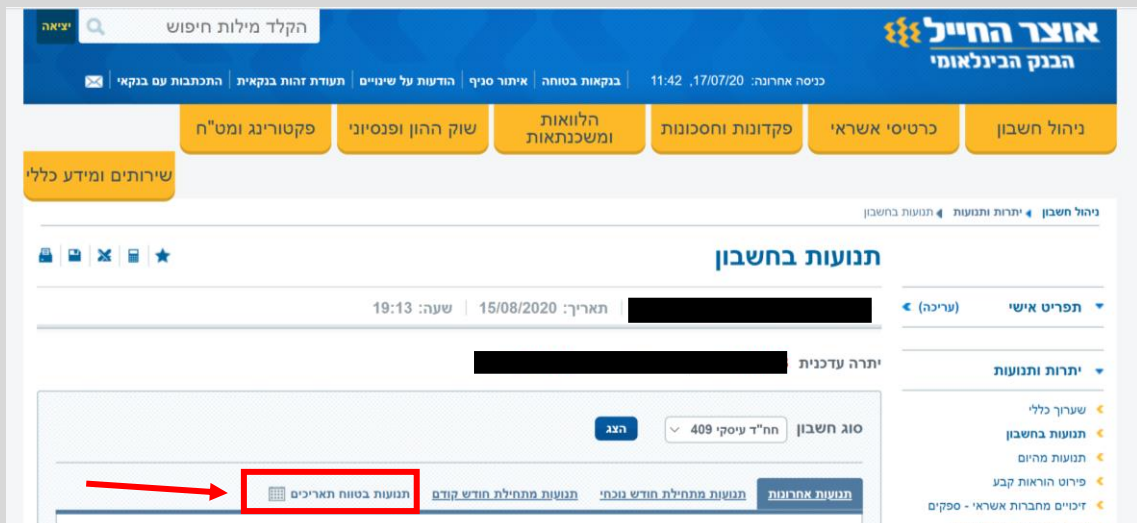 אוצר החייל
הבנק הבינלאומי
הקלד מילות חיפוש
יציאה
כניסה אחרונה: 17/07/20, 11:42
בנקאות בטוחה | איתור סניף | הודעות על שינויים | תעודת זהות בנקאית | התכתבות עם בנקאי
ניהול חשבון
כרטיסי אשראי
פקדונות וחסכונות
הלוואות
ומשכנתאות
שוק ההון ופנסיוני
פקטורינג ומט"ח
שירותים ומידע כללי
ניהול חשבון יתרות ותנועות תנועות בחשבון
תנועות בחשבון
תאריך: 15/08/2020 | שעה: 19:13
תפריט אישי (עריכה)
יתרה עדכנית
יתרות ותנועות
שערוך כללי
תנועות בחשבון
תנועות מהיום
פירוט הוראות קבע
זיכויים מחברות אשראי - ספקים
סוג חשבון חח"ד עיסקי 409 הצג
תנועות אחרונות תנועות מתחילת חודש נוכחי תנועות מתחילת חודש קודם תנועות בטווח תאריכים